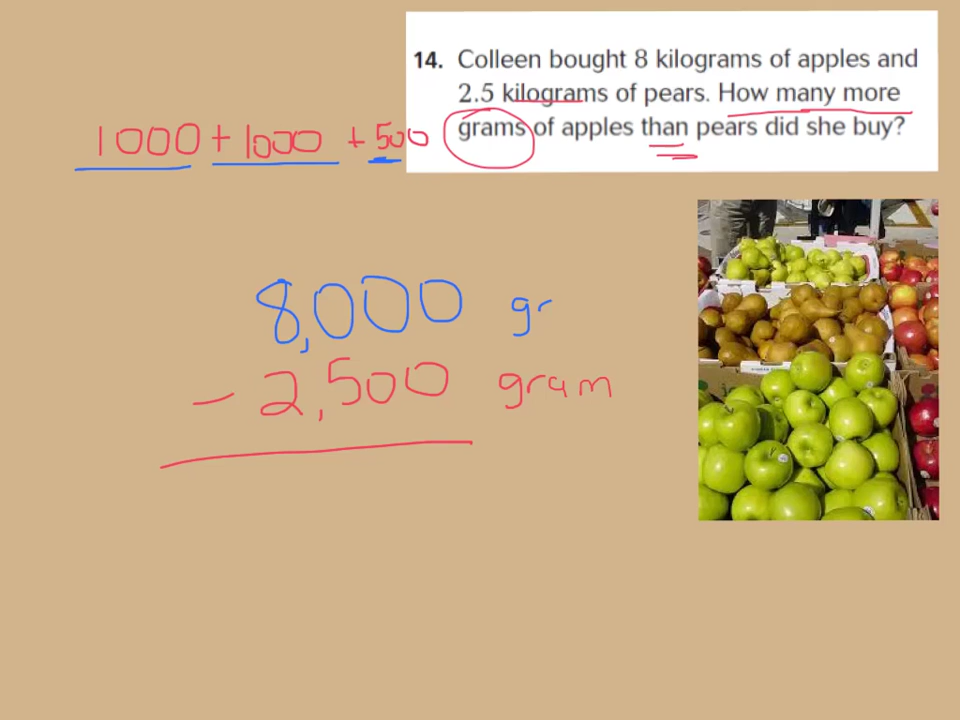 14. Colleen bought 8 kilograms of apples and
2.5 kilograms of pears. How many more
grams of apples than pears did she buy?
1000 + 1000 + 500
8,000 gr
- 2,500 gram